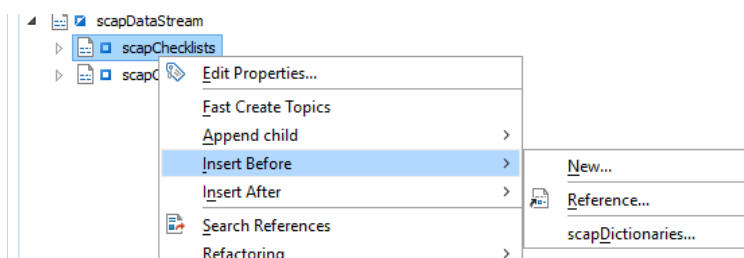 scapDataStream
scapChecklists
scapC
Edit Properties...
Fast Create Topics
Append child
Insert Before
New...
Insert After
Reference...
Search References
scapDictionaries...
Refactoring